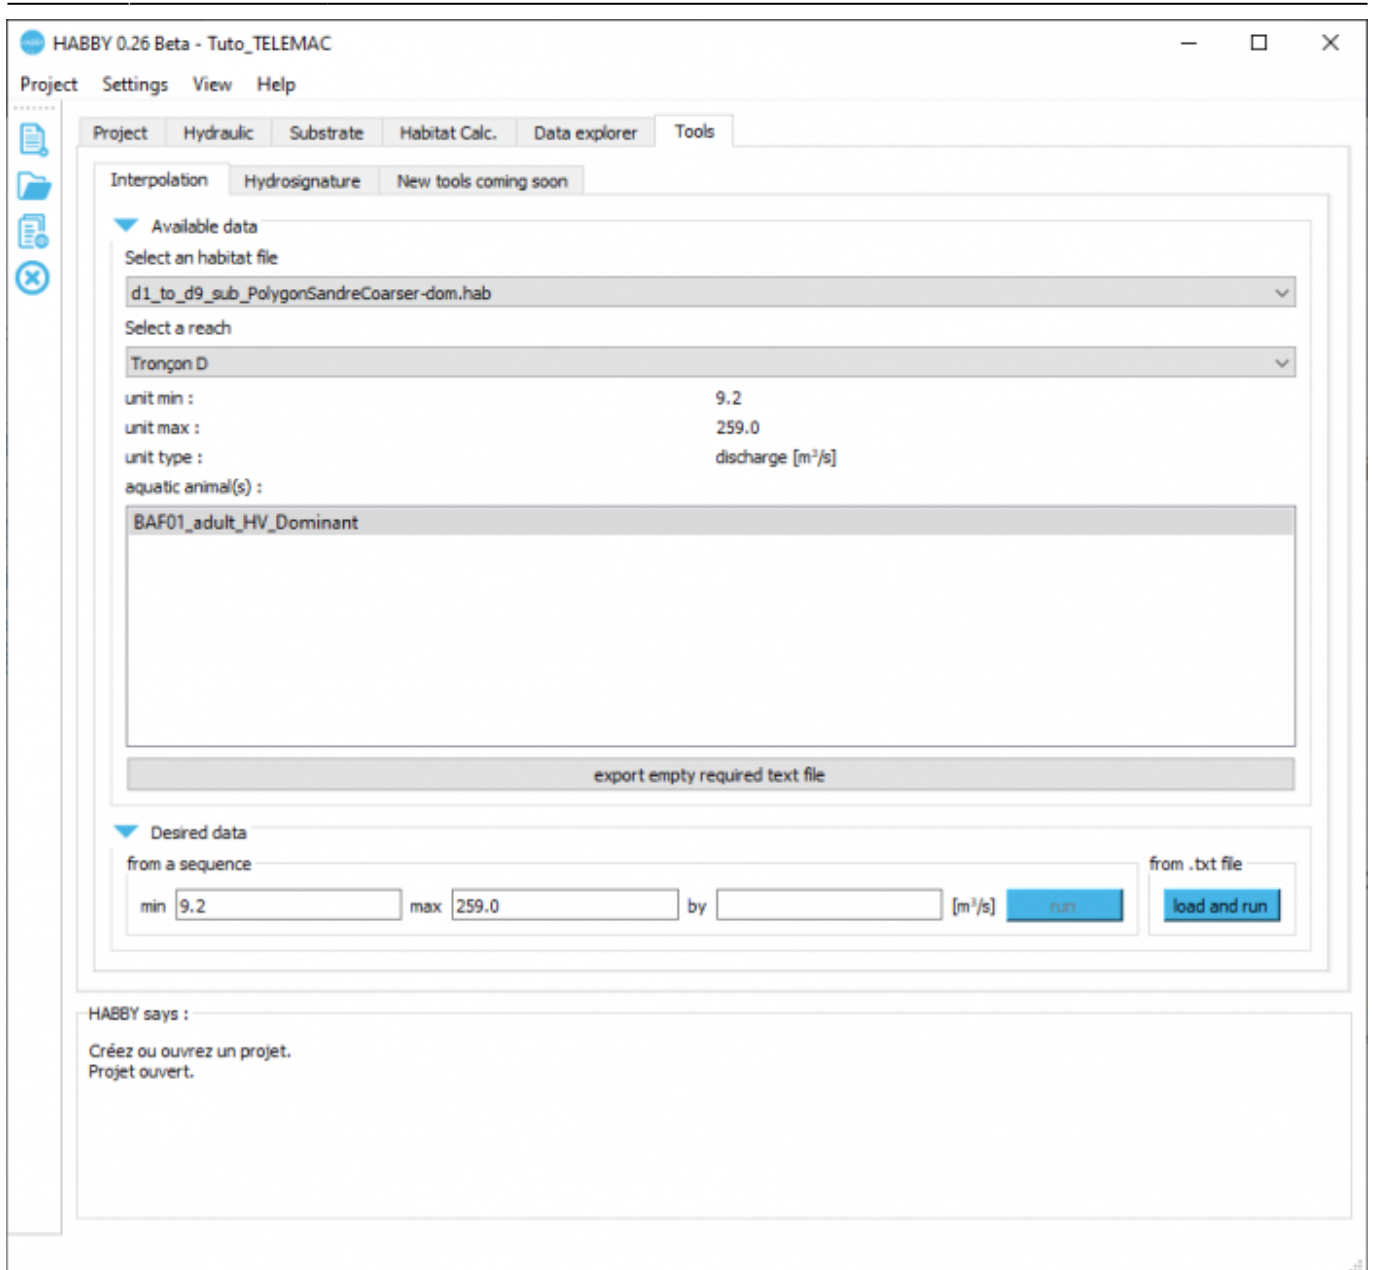 HABBY 0.26 Beta - Tuto_TELEMAC
Project Settings View Help
Project Hydraulic Substrate Habitat Calc. Data explorer Tools
Interpolation Hydrosignature New tools coming soon
Available data
Select an habitat file
d1_to_d9_sub_PolygonSandreCoarser-dom.hab
Select a reach
Tronçon D
unit min : 9.2
unit max : 259.0
unit type : discharge [m³/s]
aquatic animal(s) :
BAF01_adult_HV_Dominant
export empty required text file
Desired data
from a sequence from .txt file
min 9.2 max 259.0 by [m³/s] run load and run
HABBY says :
Créez ou ouvrez un projet.
Projet ouvert.